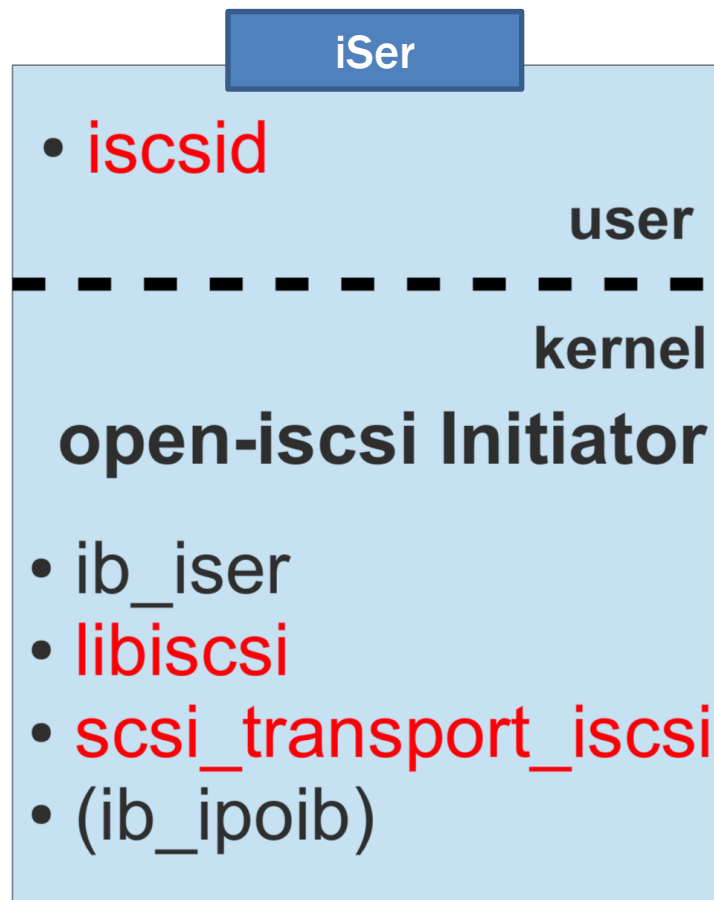 iSer
• iscsid
user
kernel
open-iscsi Initiator
• ib_iser
• libiscsi
• scsi_transport_iscsi
• (ib_ipoib)